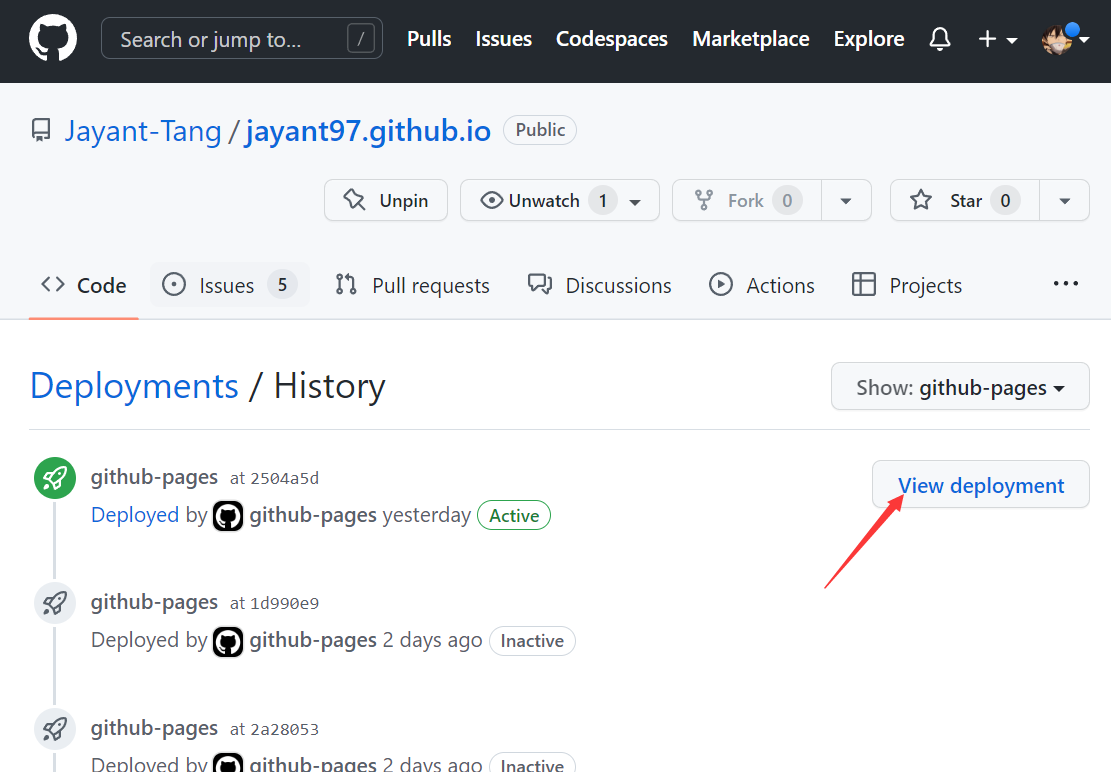 Search or jump to... / Pulls Issues Codespaces Marketplace Explore
Jayant-Tang / jayant97.github.io Public
Unpin Unwatch 1 Fork 0 Star 0
Code Issues 5 Pull requests Discussions Actions Projects
Deployments / History Show: github-pages
github-pages at 2504a5d View deployment
Deployed by github-pages yesterday Active
github-pages at 1d990e9
Deployed by github-pages 2 days ago Inactive
github-pages at 2a28053
Deployed by github-pages 2 days ago Inactive